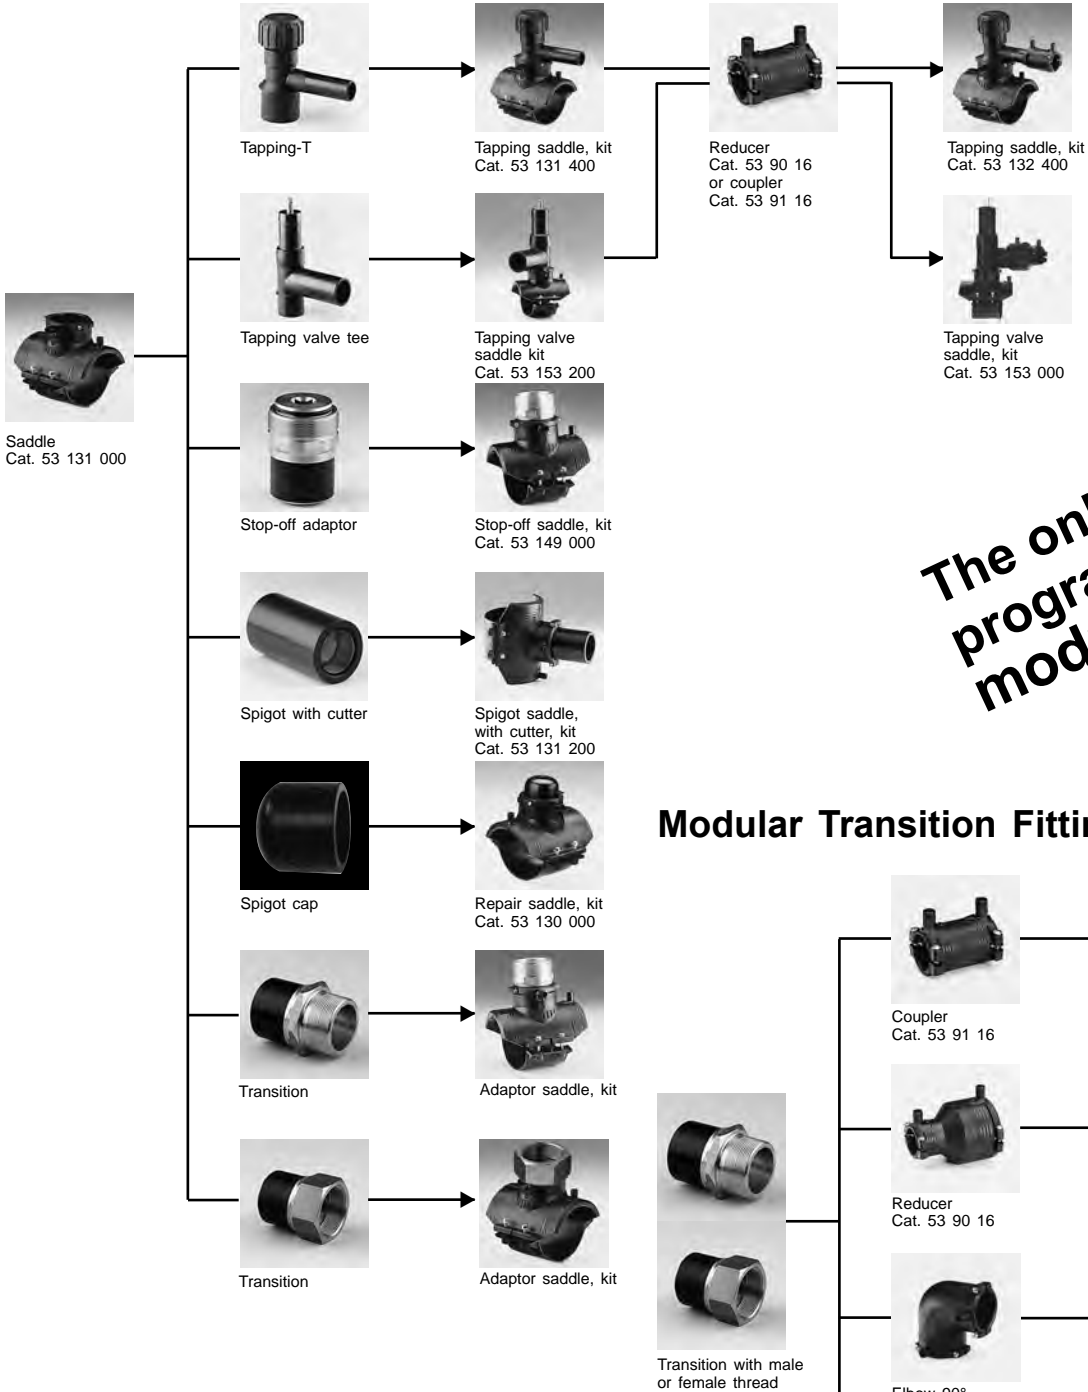 Tapping-T
Tapping saddle, kit
Cat. 53 131 400
Reducer
Cat. 53 90 16
or coupler
Cat. 53 91 16
Tapping saddle, kit
Cat. 53 132 400
Tapping valve tee
Tapping valve
saddle kit
Cat. 53 153 200
Tapping valve
saddle, kit
Cat. 53 153 000
Saddle
Cat. 53 131 000
Stop-off adaptor
Stop-off saddle, kit
Cat. 53 149 000
The
progra
mod
Spigot with cutter
Spigot saddle,
with cutter, kit
Cat. 53 131 200
Spigot cap
Repair saddle, kit
Cat. 53 130 000
Modular Transition Fittin
Coupler
Cat. 53 91 16
Transition
Adaptor saddle, kit
Reducer
Cat. 53 90 16
Transition
Adaptor saddle, kit
Transition with male
or female thread
Elbow 90°